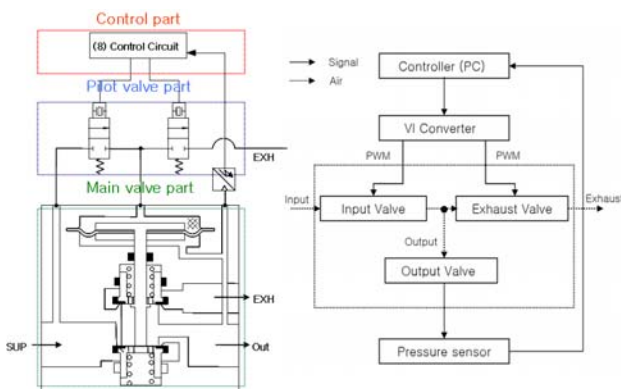 Control part
(8) Control Circuit
Pilot valve part
EXH
Main valve part
EXH
SUP
Out
Signal
Air
Controller (PC)
VI Converter
PWM
PWM
Input
Input Valve
Exhaust Valve
Exhaust
Output
Output Valve
Pressure sensor